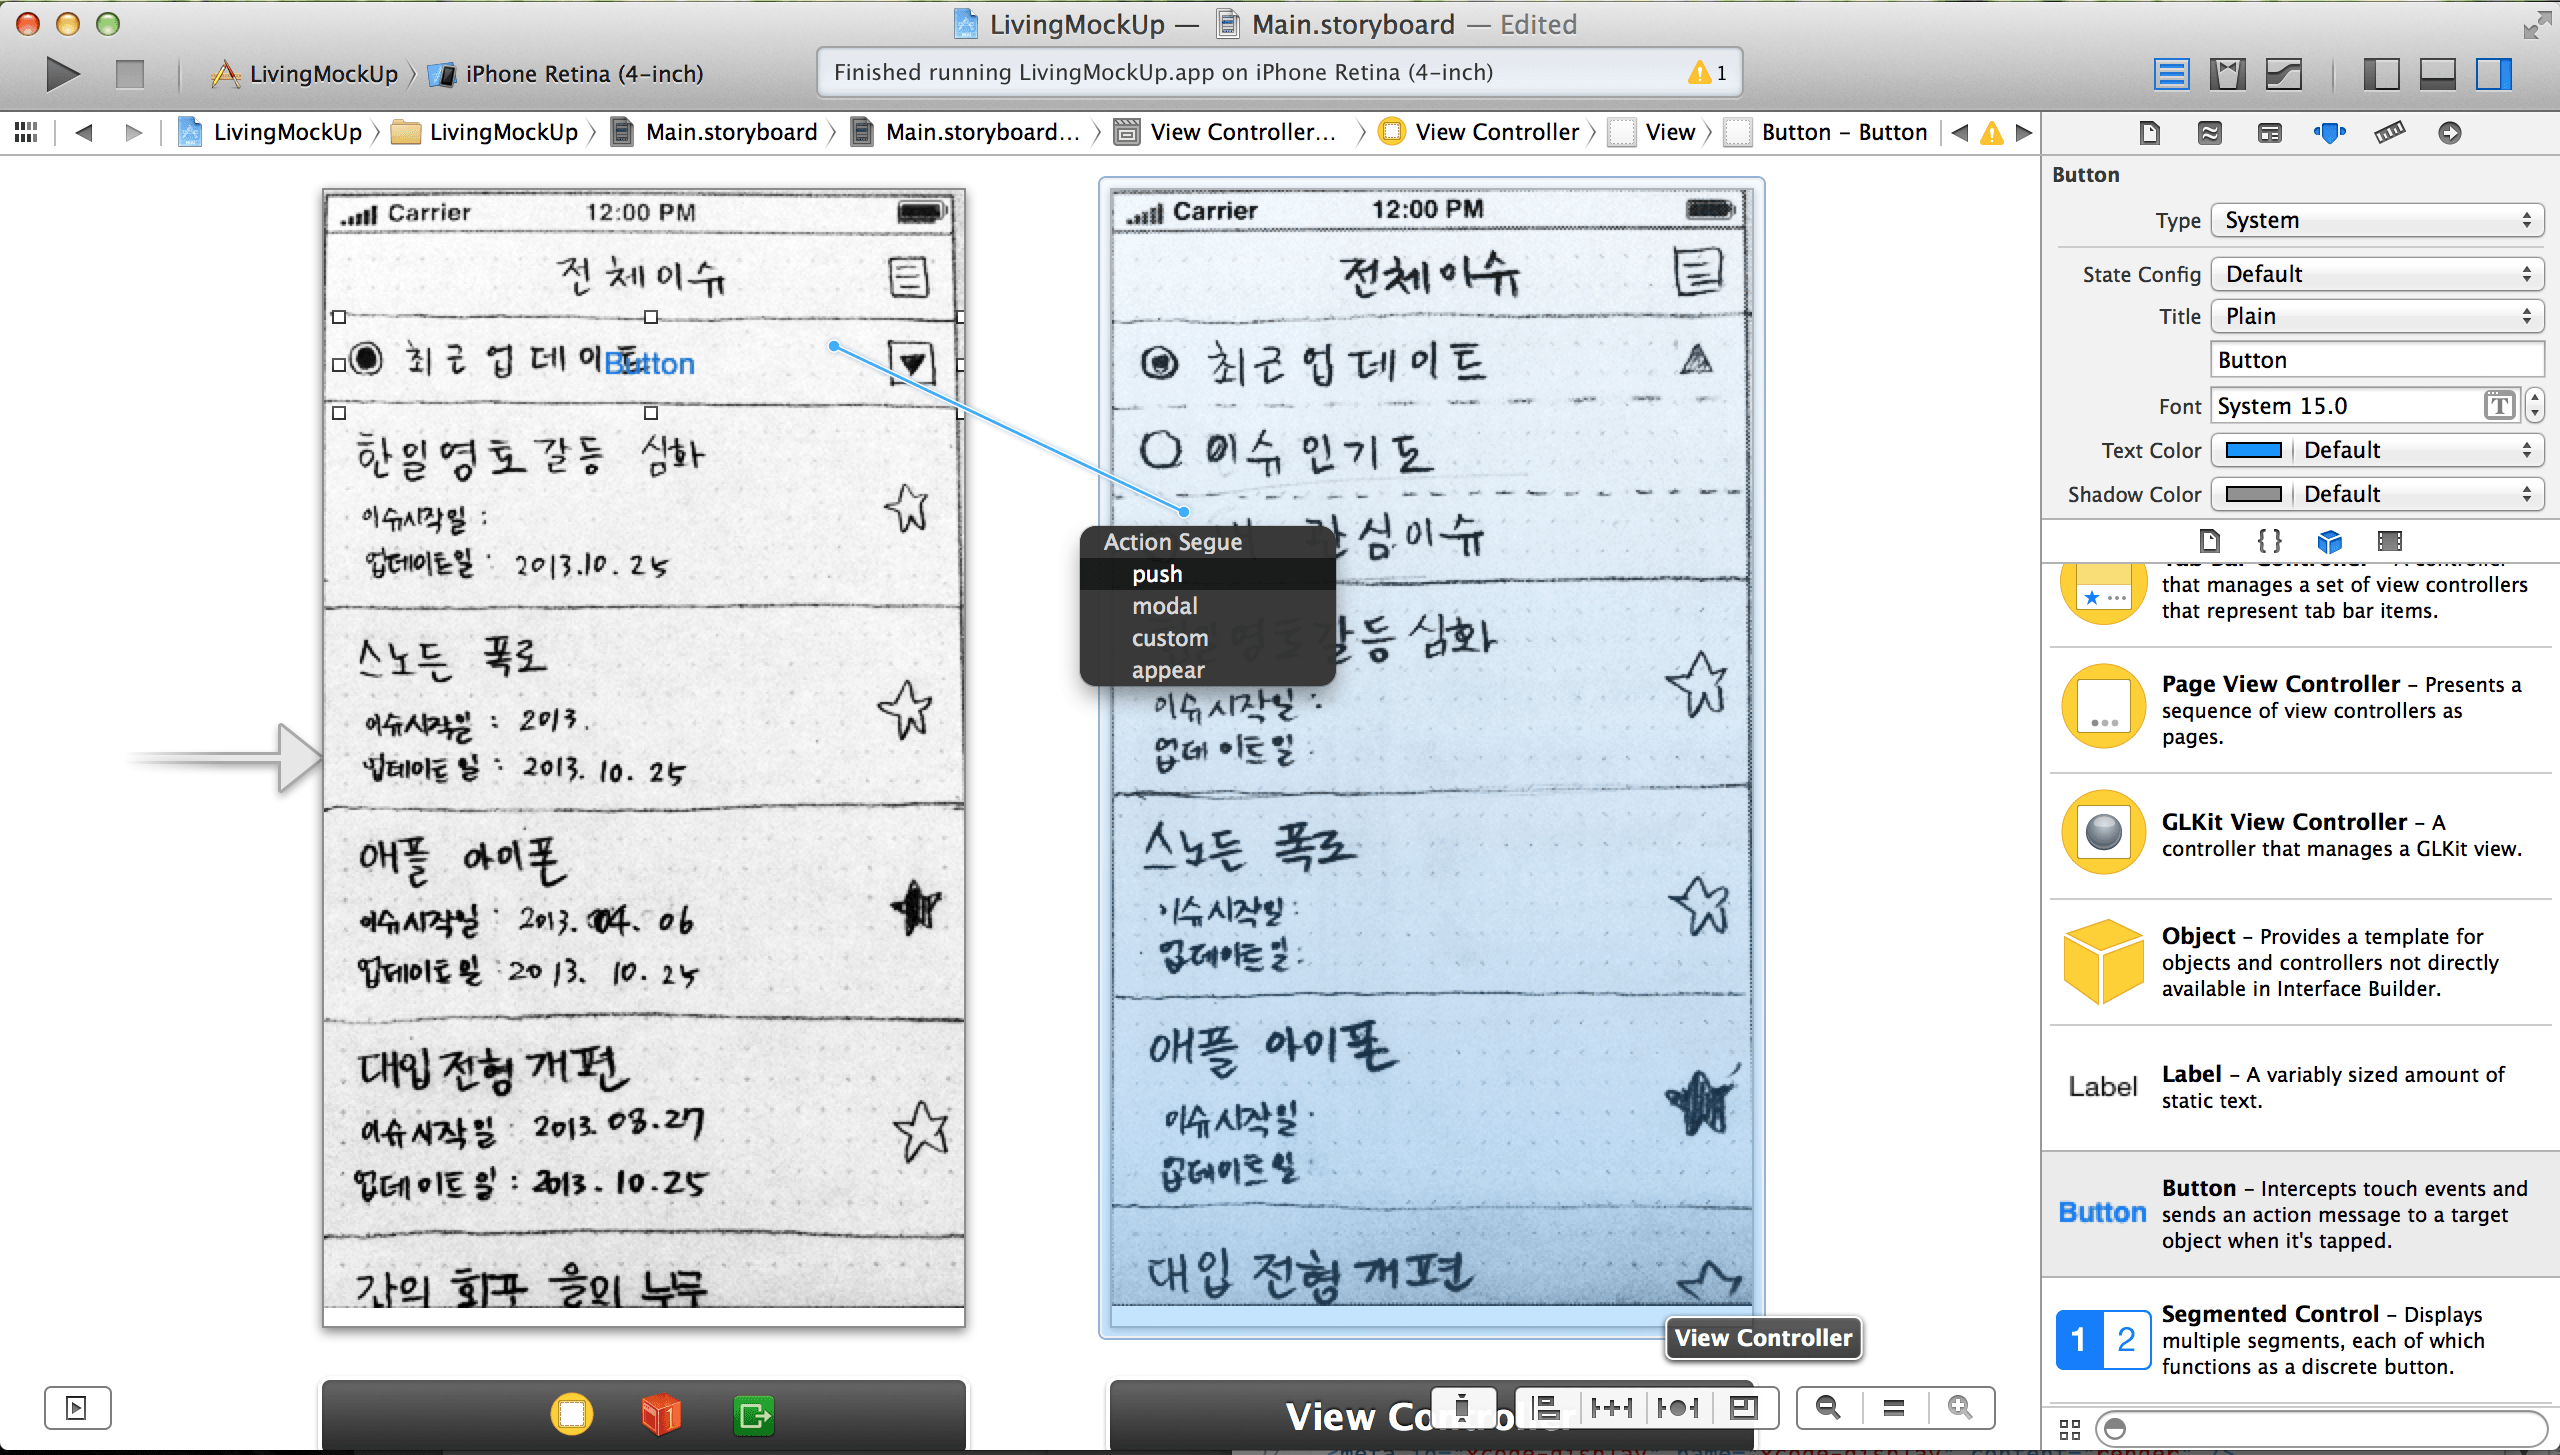 LivingMockUp — Main.storyboard — Edited
LivingMockUp
iPhone Retina (4-inch)
Finished running LivingMockUp.app on iPhone Retina (4-inch)
1
LivingMockUp
LivingMockUp
Main.storyboard
Main.storyboard...
View Controller...
View Controller
View
Button – Button
Carrier 12:00 PM
전체이슈
최근업데이트
Button
한일영토갈등 심화
이슈시작일 :
업데이트일 : 2013.10.25
스노든 폭로
이슈시작일 : 2013.
업데이트일 : 2013.10.25
애플 아이폰
이슈시작일 : 2013. 04. 06
업데이트일 : 2013. 10. 25
대입전형개편
이슈시작일 : 2013.08.27
업데이트일 : 2013.10.25
Carrier 12:00 PM
전체이슈
최근업데이트
이슈인기도
관심이슈
Action Segue
push
modal
custom
appear
갈등심화
이슈시작일 :
업데이트일 :
스노든 폭로
이슈시작일 :
업데이트일 :
애플 아이폰
이슈시작일 :
업데이트일
대입 전형개편
View Controller
View Controller
Button
Type System
State Config Default
Title Plain
Button
Font System 15.0
Text Color Default
Shadow Color Default
Tab Bar Controller – A controller
that manages a set of view controllers
that represent tab bar items.
Page View Controller – Presents a
sequence of view controllers as
pages.
GLKit View Controller – A
controller that manages a GLKit view.
Object – Provides a template for
objects and controllers not directly
available in Interface Builder.
Label
Label – A variably sized amount of
static text.
Button
Button – Intercepts touch events and
sends an action message to a target
object when it's tapped.
1 2
Segmented Control – Displays
multiple segments, each of which
functions as a discrete button.